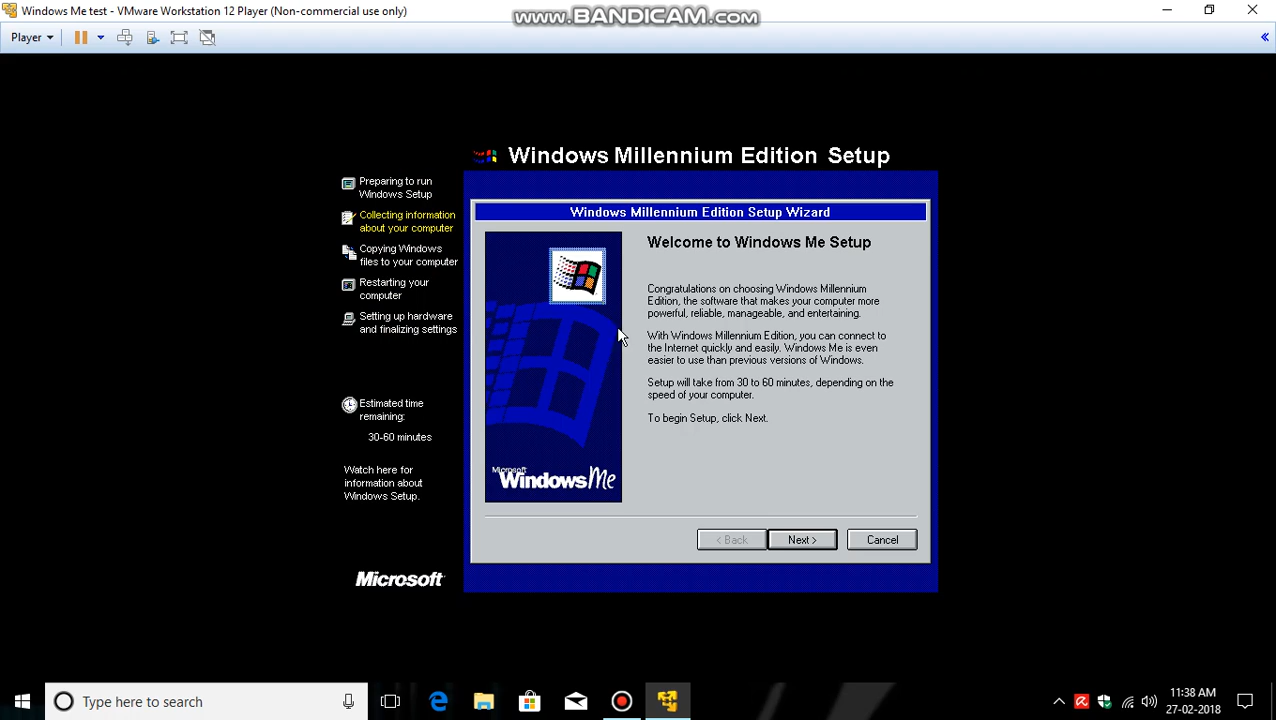 Windows Me test - VMware Workstation 12 Player (Non-commercial use only)
www.BANDICAM.com
Player
Windows Millennium Edition Setup
Preparing to run
Windows Setup
Collecting information
about your computer
Copying Windows
files to your computer
Restarting your
computer
Setting up hardware
and finalizing settings
Estimated time
remaining:
30-60 minutes
Watch here for
information about
Windows Setup.
Microsoft
Windows Millennium Edition Setup Wizard
Microsoft
Windows Me
Welcome to Windows Me Setup
Congratulations on choosing Windows Millennium
Edition, the software that makes your computer more
powerful, reliable, manageable, and entertaining.
With Windows Millennium Edition, you can connect to
the Internet quickly and easily. Windows Me is even
easier to use than previous versions of Windows.
Setup will take from 30 to 60 minutes, depending on the
speed of your computer.
To begin Setup, click Next.
< Back
Next >
Cancel
Type here to search
11:38 AM
27-02-2018